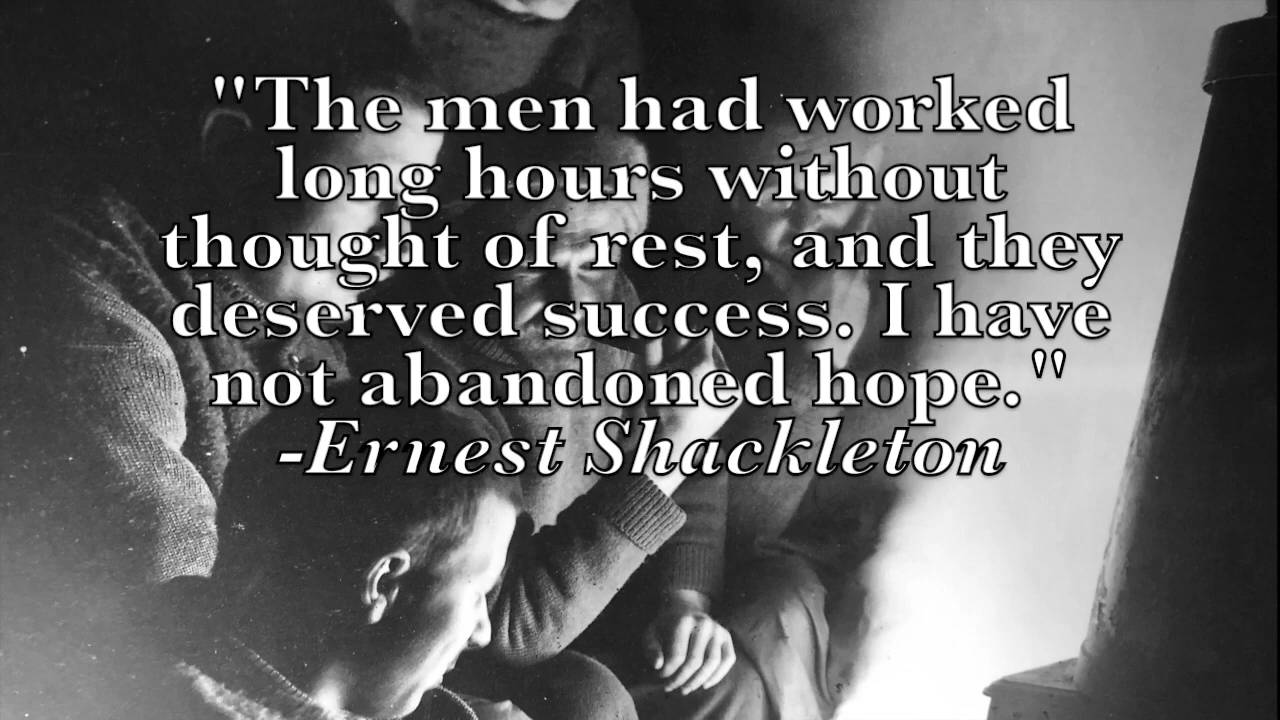 "The men had worked
long hours without
thought of rest, and they
deserved success. I have
not abandoned hope."
-Ernest Shackleton